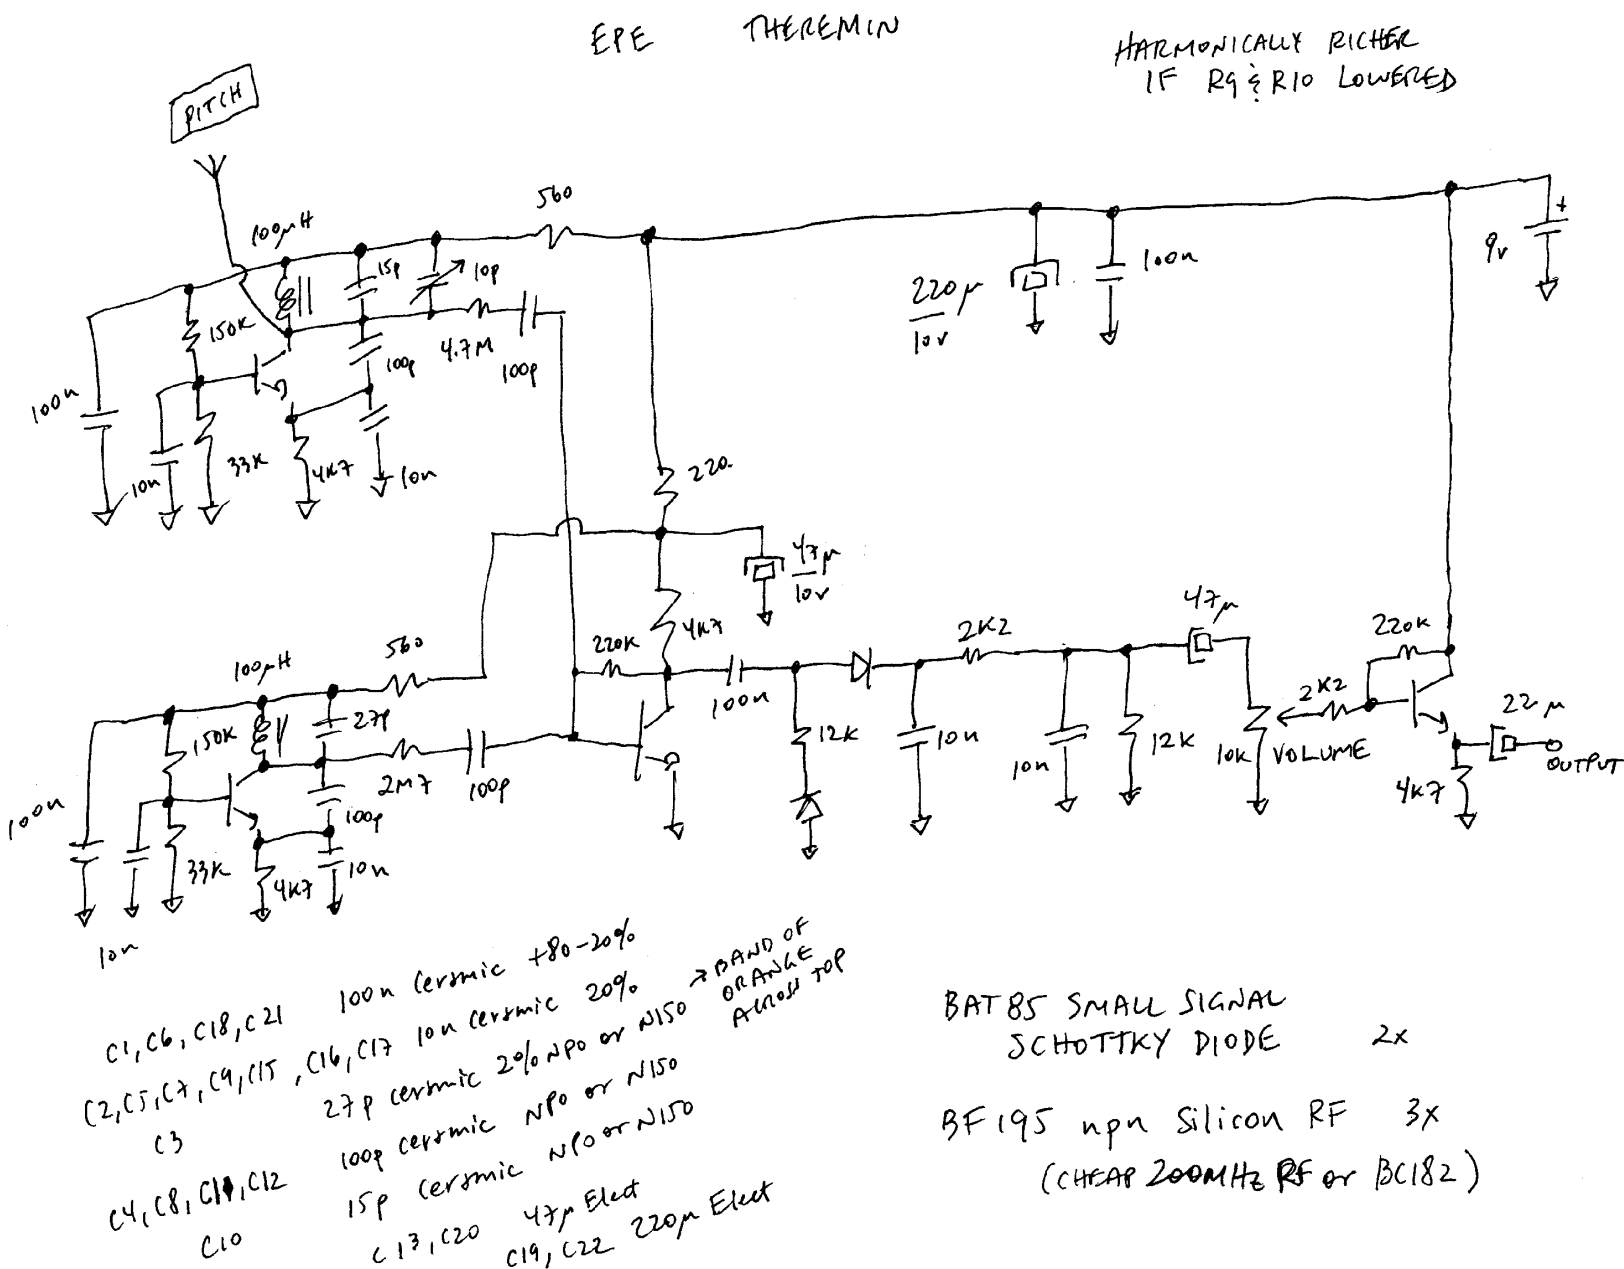 EPE THEREMIN
HARMONICALLY RICHER
IF R9 & R10 LOWERED
PITCH
560
100μH
15p
10p
150K
4.7M
100p
100p
100n
10n
33K
4K7
10n
220μ
10v
100n
+
9v
220
47μ
10v
4K7
220K
560
100μH
27p
150K
2M7
100p
100p
100n
10n
33K
4K7
10n
100n
12K
10n
2K2
10n
12K
47μ
10K VOLUME
2K2
220K
22μ
OUTPUT
4K7
C1, C6, C18, C21 100n Ceramic +80-20%
C2, C5, C7, C9, C15, C16, C17 10n Ceramic 20%
C3 27p ceramic 2% NPO or N150 → BAND OF
ORANGE
ACROSS TOP
C4, C8, C11, C12 100p ceramic NPO or N150
C10 15p Ceramic NPO or N150
C13, C20 47μ Elect
C19, C22 220μ Elect
BAT85 SMALL SIGNAL
SCHOTTKY DIODE 2x
BF195 npn Silicon RF 3x
(CHEAP 200MHz RF or BC182)